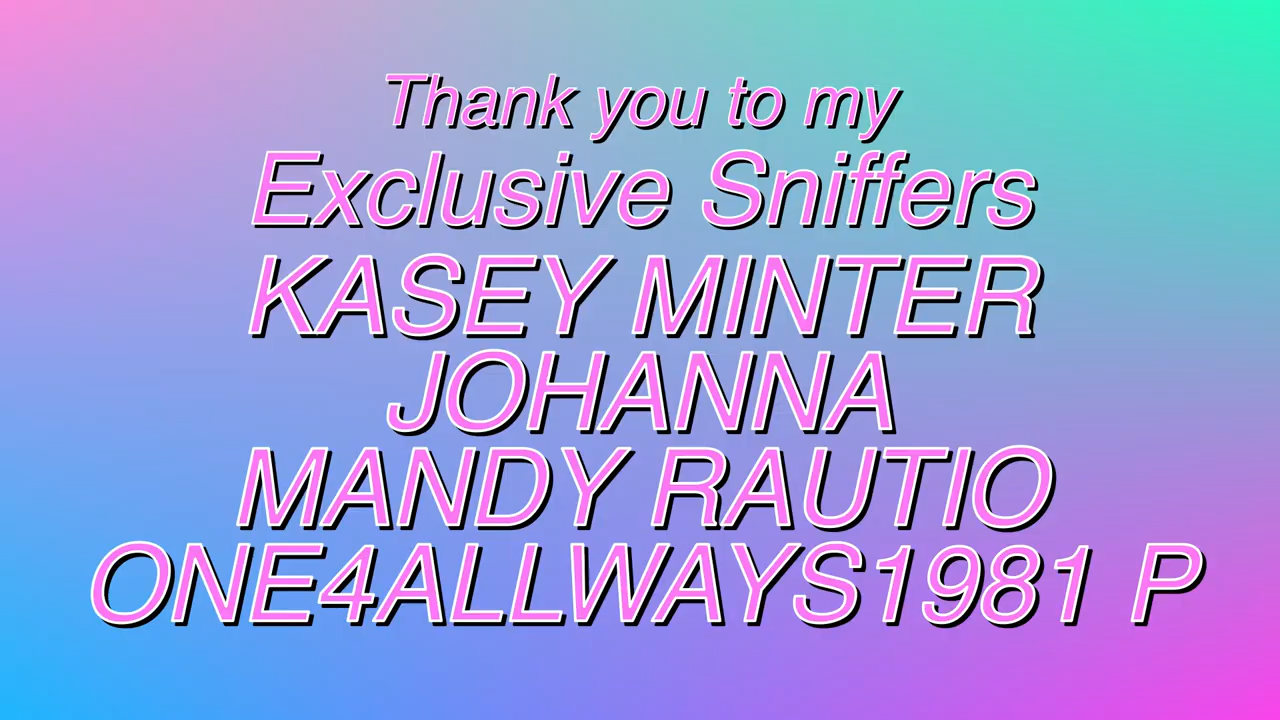 Thank you to my
Exclusive Sniffers
KASEY MINTER
JOHANNA
MANDY RAUTIO
ONE4ALLWAYS1981 P